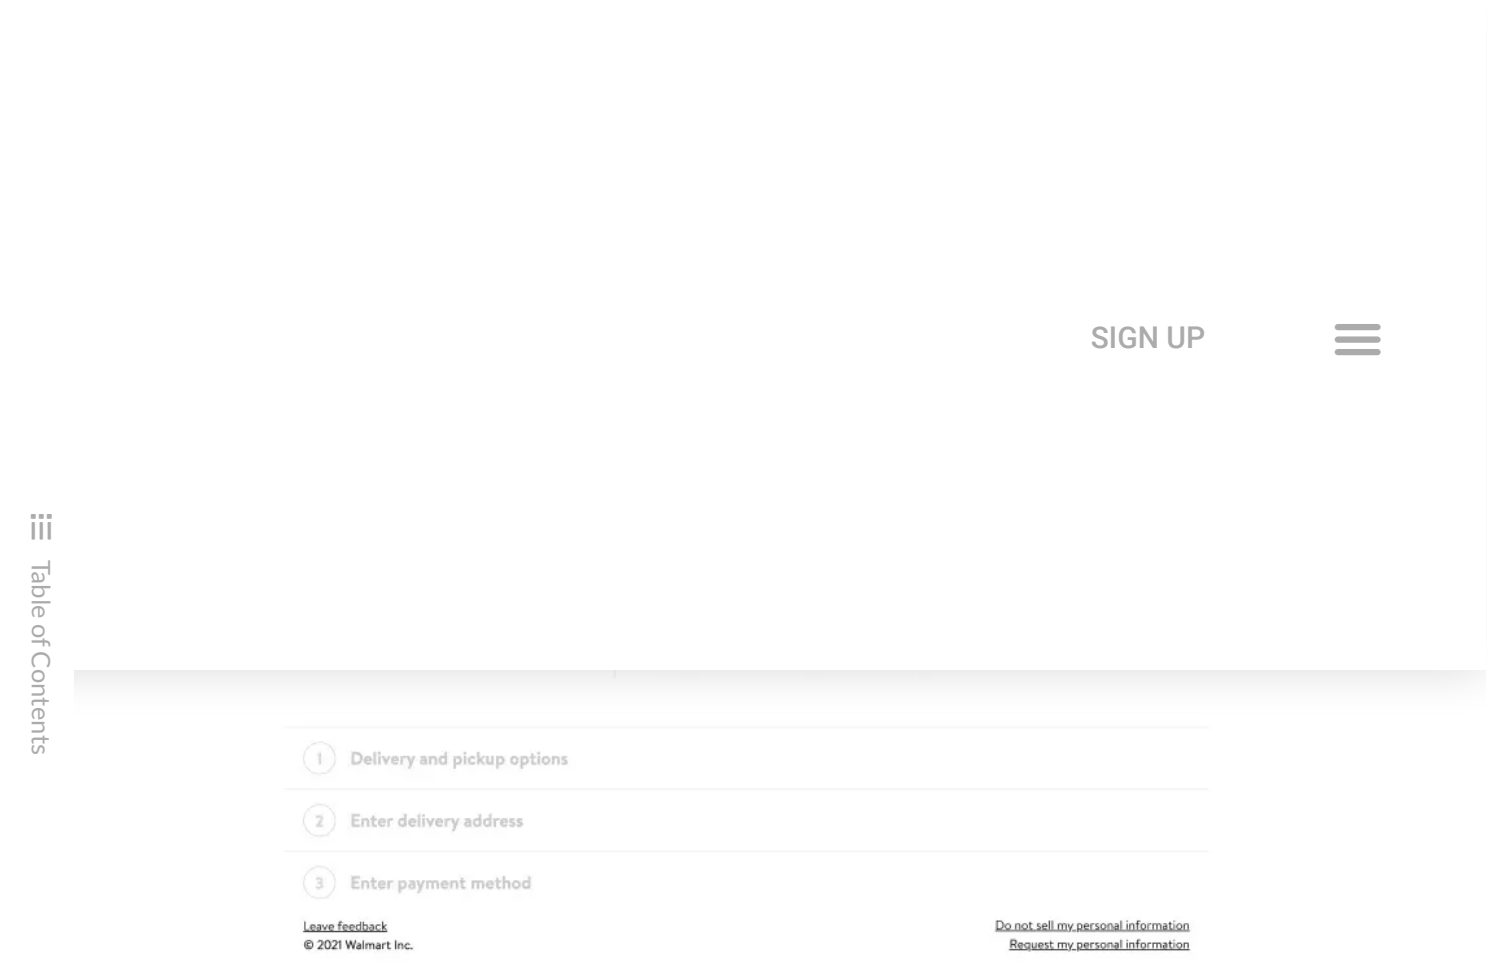 SIGN UP
Table of Contents
1 Delivery and pickup options
2 Enter delivery address
3 Enter payment method
Leave feedback
Do not sell my personal information
© 2021 Walmart Inc.
Request my personal information